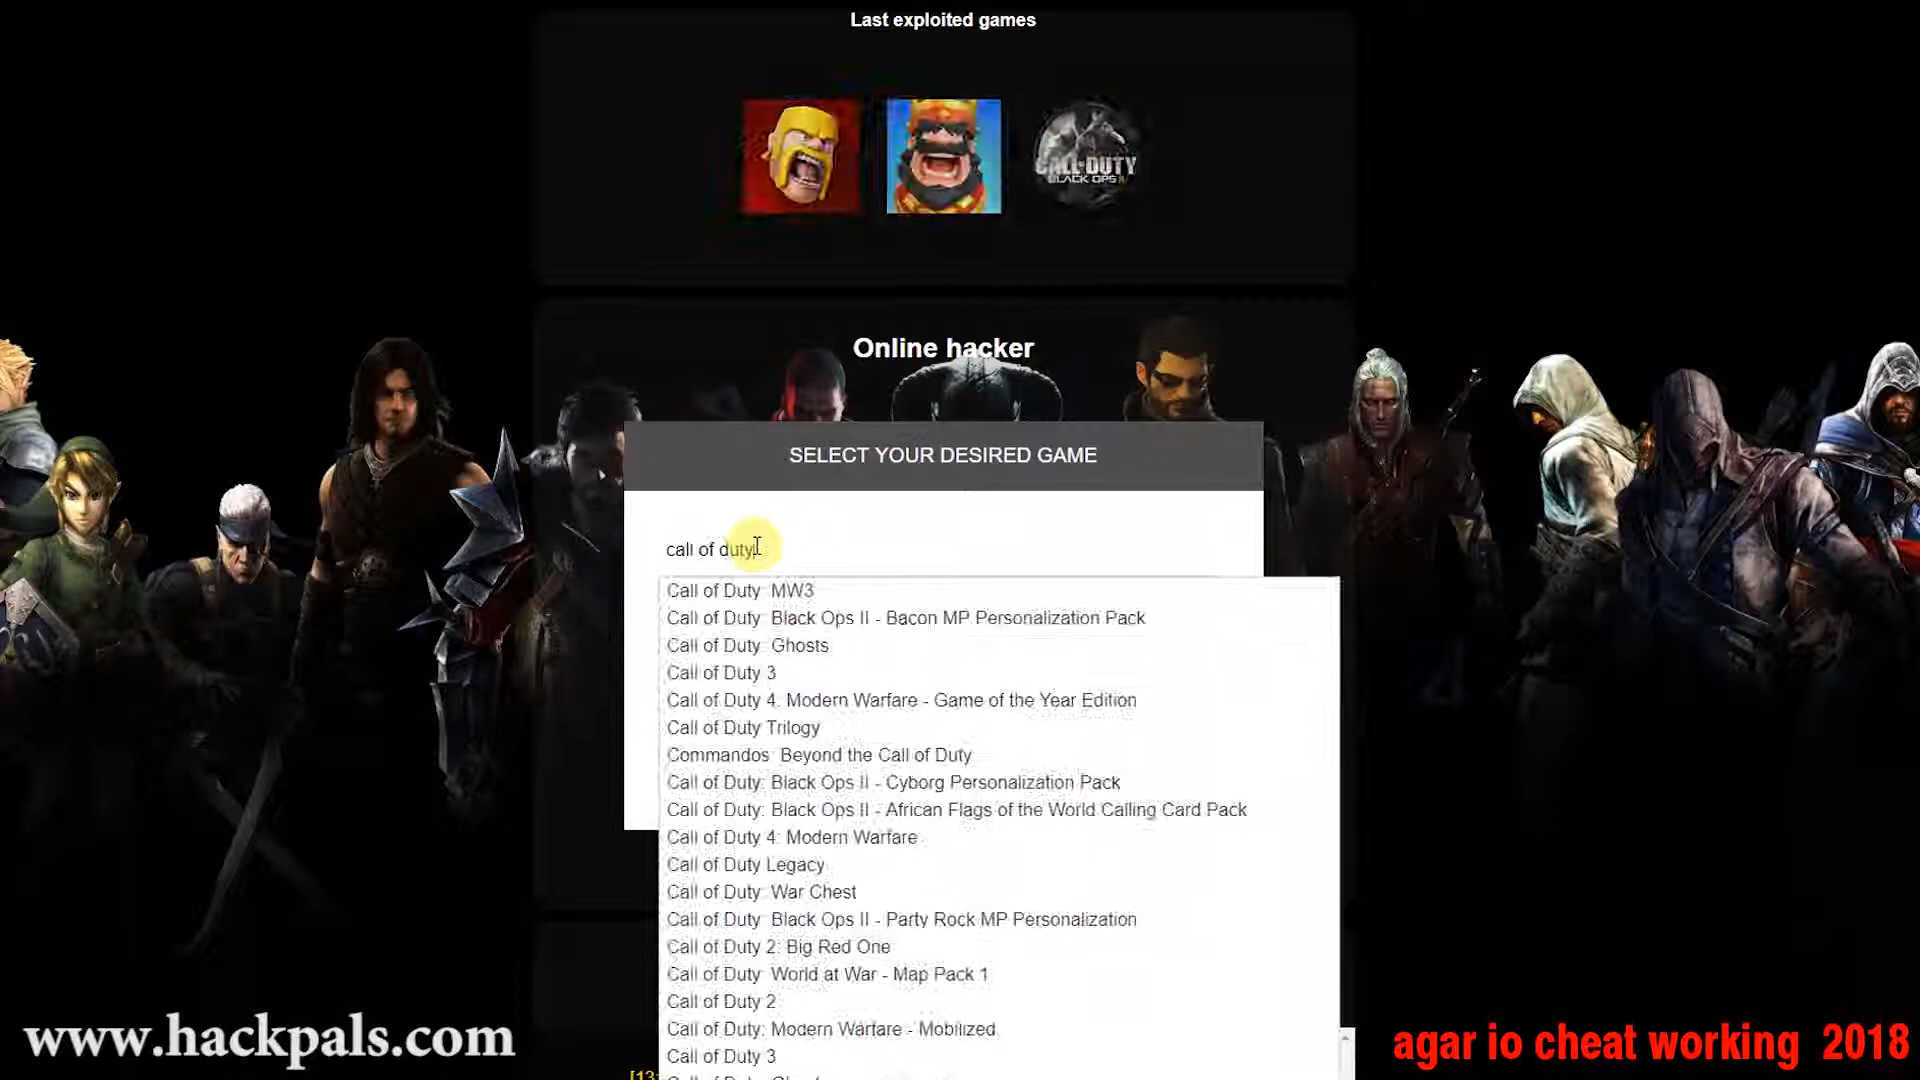 Last exploited games
CALL OF DUTY
BLACK OPS II
Online hacker
SELECT YOUR DESIRED GAME
call of duty
Call of Duty: MW3
Call of Duty: Black Ops II - Bacon MP Personalization Pack
Call of Duty: Ghosts
Call of Duty 3
Call of Duty 4: Modern Warfare - Game of the Year Edition
Call of Duty Trilogy
Commandos: Beyond the Call of Duty
Call of Duty: Black Ops II - Cyborg Personalization Pack
Call of Duty: Black Ops II - African Flags of the World Calling Card Pack
Call of Duty 4: Modern Warfare
Call of Duty Legacy
Call of Duty: War Chest
Call of Duty: Black Ops II - Party Rock MP Personalization
Call of Duty 2: Big Red One
Call of Duty: World at War - Map Pack 1
Call of Duty 2
Call of Duty: Modern Warfare - Mobilized
Call of Duty 3
www.hackpals.com
agar io cheat working 2018